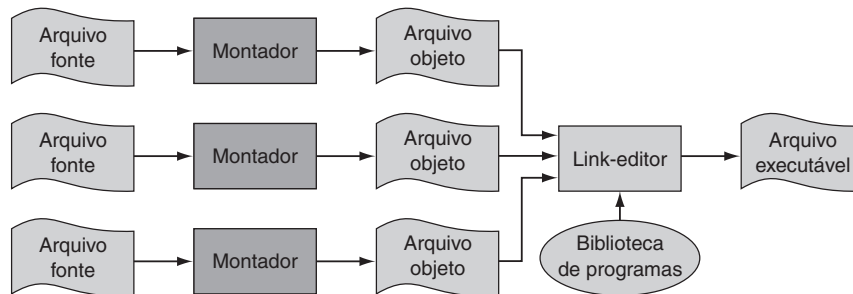 Arquivo
fonte
Montador
Arquivo
objeto
Arquivo
fonte
Montador
Arquivo
objeto
Link-editor
Arquivo
executável
Arquivo
fonte
Montador
Arquivo
objeto
Biblioteca
de programas